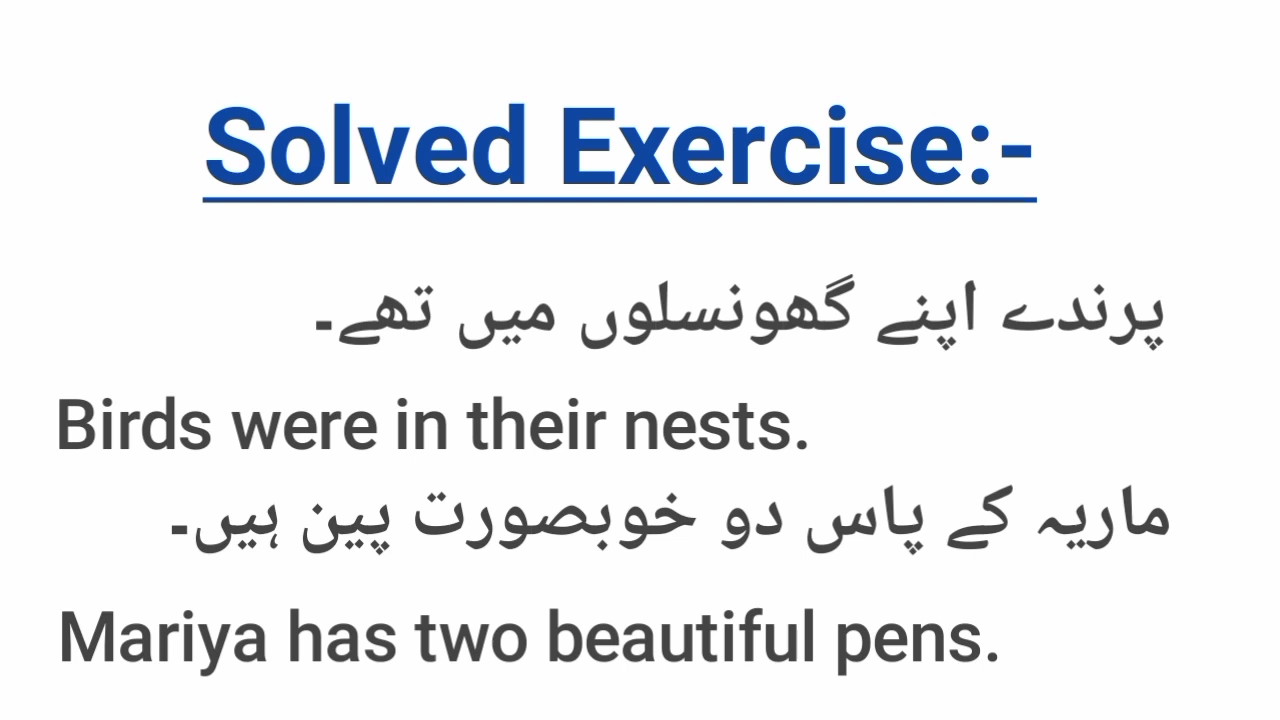 Solved Exercise:-
پرندے اپنے گھونسلوں میں تھے۔
Birds were in their nests.
ماریہ کے پاس دو خوبصورت پین ہیں۔
Mariya has two beautiful pens.